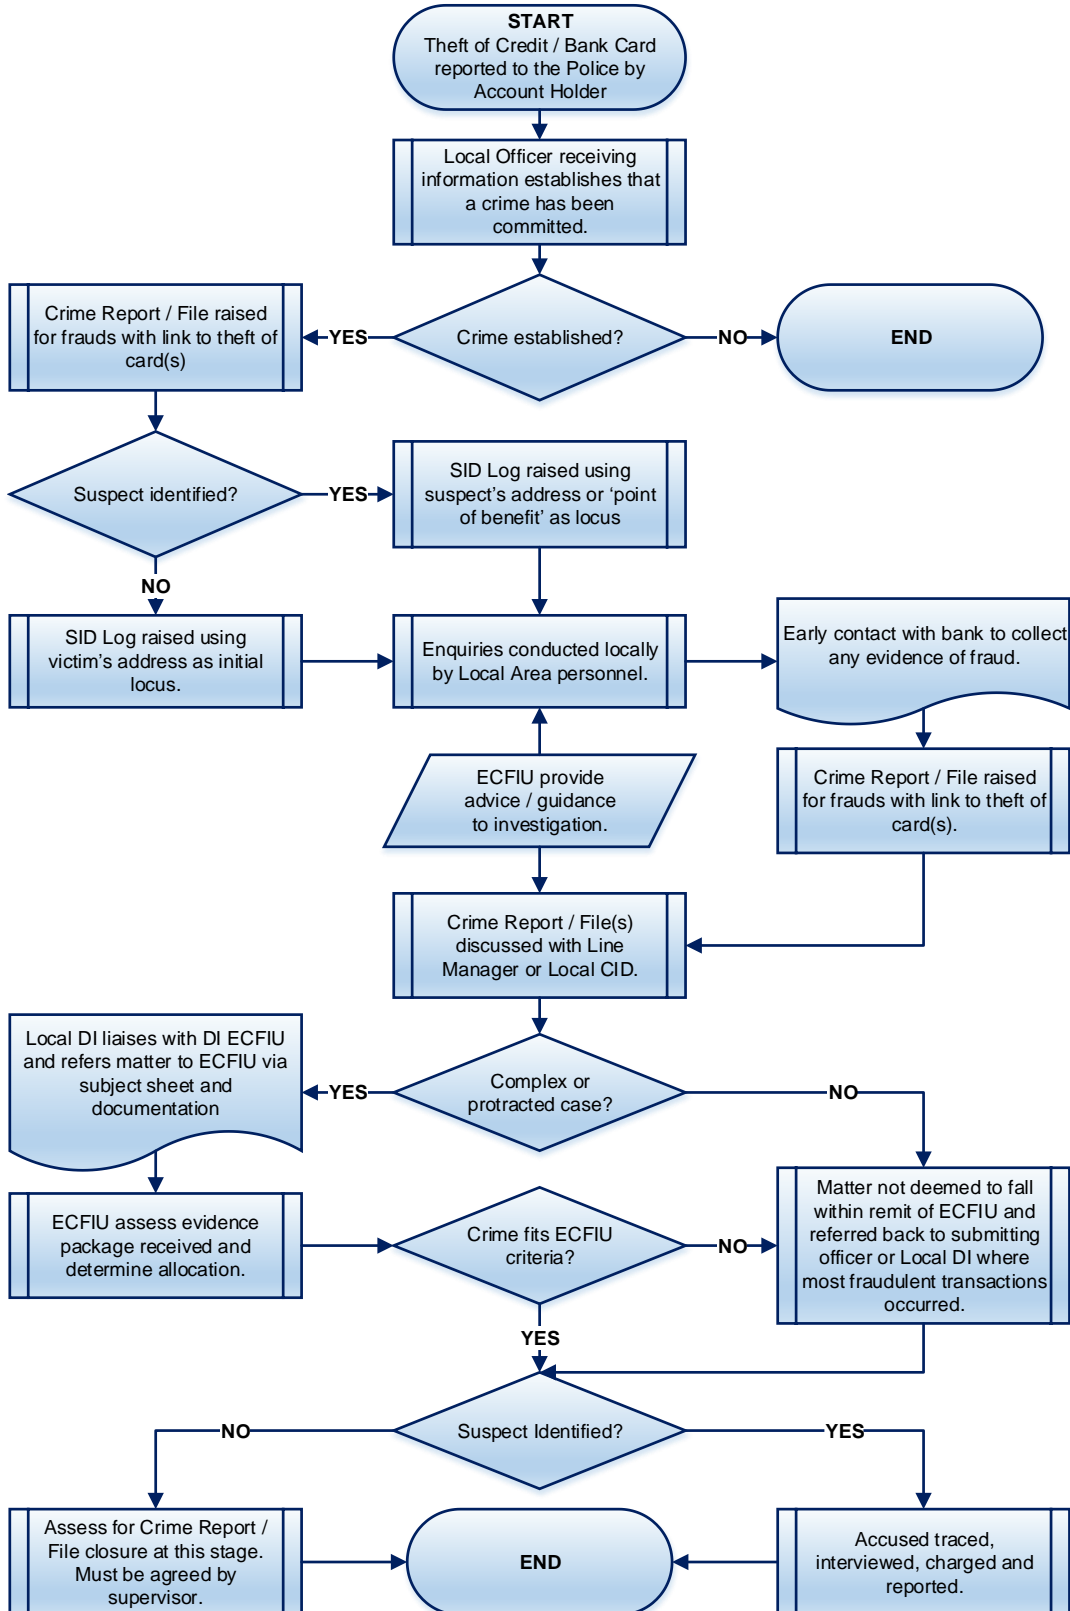 START
Theft of Credit / Bank Card
reported to the Police by
Account Holder
Local Officer receiving
information establishes that
a crime has been
committed.
Crime Report / File raised
for frauds with link to theft of
card(s)
YES
Crime established?
NO
END
Suspect identified?
YES
SID Log raised using
suspect's address or ‘point
of benefit’ as locus
NO
SID Log raised using
victim's address as initial
locus.
Enquiries conducted locally
by Local Area personnel.
Early contact with bank to collect
any evidence of fraud.
ECFIU provide
advice / guidance
to investigation.
Crime Report / File raised
for frauds with link to theft of
card(s).
Crime Report / File(s)
discussed with Line
Manager or Local CID.
Local DI liaises with DI ECFIU
and refers matter to ECFIU via
subject sheet and
documentation
YES
Complex or
protracted case?
NO
ECFIU assess evidence
package received and
determine allocation.
Crime fits ECFIU
criteria?
NO
Matter not deemed to fall
within remit of ECFIU and
referred back to submitting
officer or Local DI where
most fraudulent transactions
occurred.
YES
NO
Suspect Identified?
YES
Assess for Crime Report /
File closure at this stage.
Must be agreed by
supervisor.
END
Accused traced,
interviewed, charged and
reported.